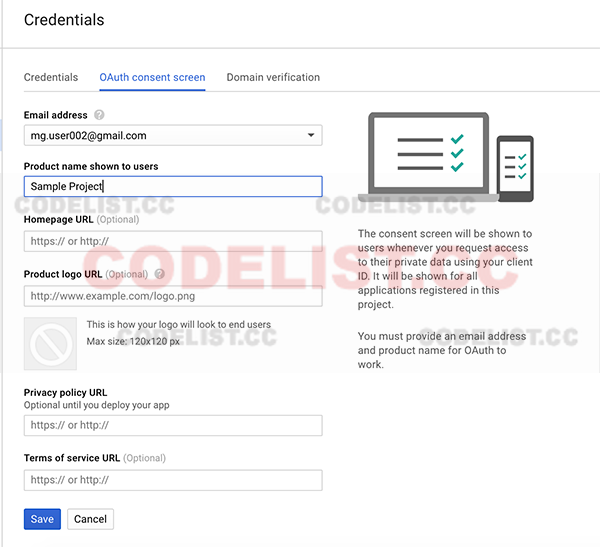 Credentials
Credentials
OAuth consent screen
Domain verification
Email address
mg.user002@gmail.com
Product name shown to users
Sample Project
CODELIST.CC
CODELIST.CC
Homepage URL (Optional)
https:// or http://
CODELIST.CC
Product logo URL (Optional)
http://www.example.com/logo.png
This is how your logo will look to end users
Max size: 120x120 px
CODELIST.CC
CODELIST.CC
Privacy policy URL
Optional until you deploy your app
https:// or http://
Terms of service URL (Optional)
https:// or http://
Save
Cancel
The consent screen will be shown to
users whenever you request access
to their private data using your client
ID. It will be shown for all
applications registered in this
project.
You must provide an email address
and product name for OAuth to
work.